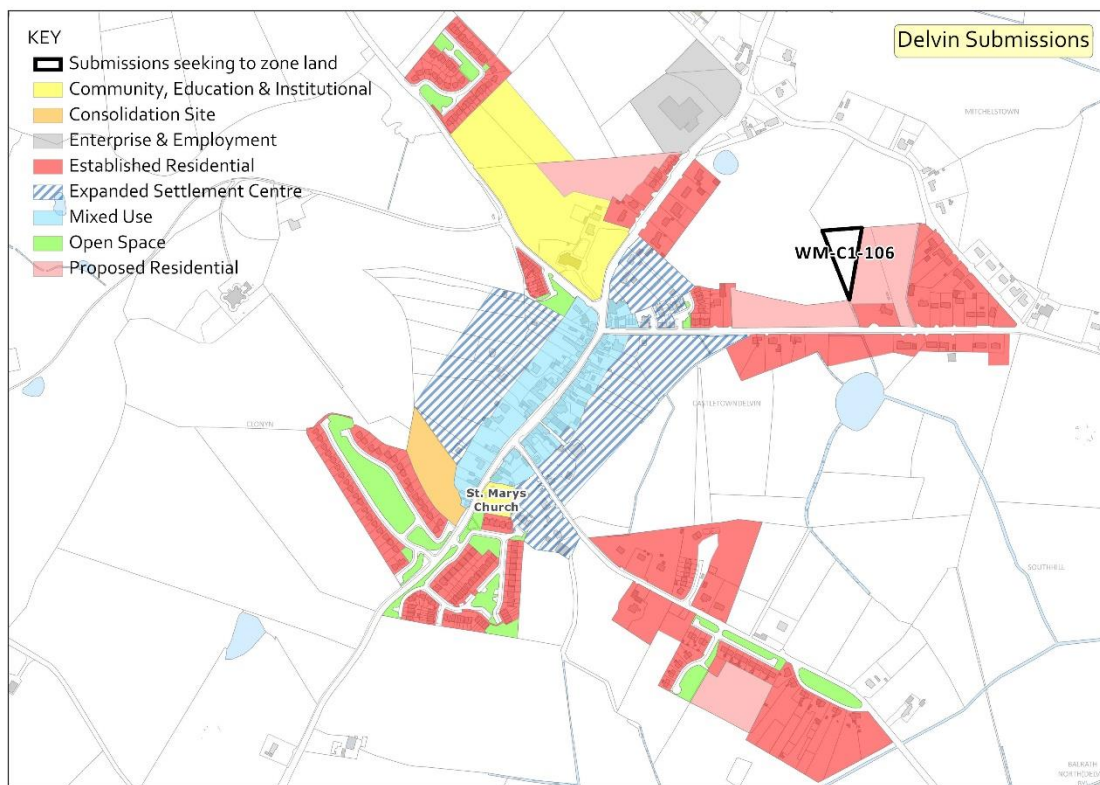 Delvin Submissions
KEY
Submissions seeking to zone land
Community, Education & Institutional
Consolidation Site
Enterprise & Employment
Established Residential
Expanded Settlement Centre
Mixed Use
Open Space
Proposed Residential
MITCHELSTOWN
WM-C1-106
CASTLETOWNDELVIN
CLONYN
St. Marys
Church
SOUTHHILL
BALRATH